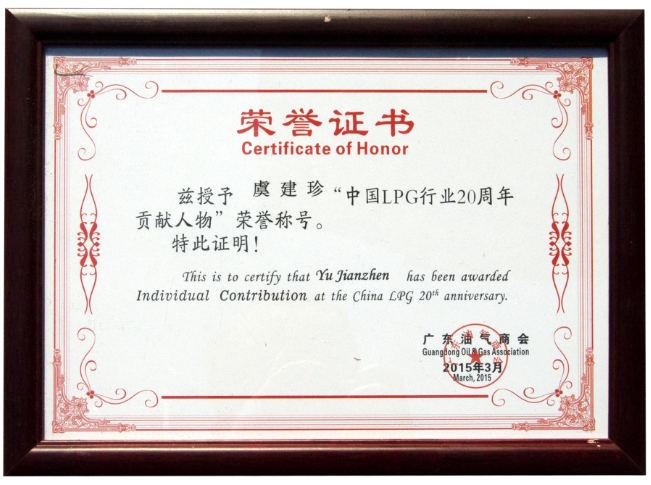 荣誉证书
Certificate of Honor
兹授予 虞建珍 “中国LPG行业20周年
贡献人物”荣誉称号。
特此证明！
This is to certify that Yu Jianzhen has been awarded
Individual Contribution at the China LPG 20th anniversary.
广东油气商会
Guangdong Oil & Gas Association
2015年3月
March, 2015